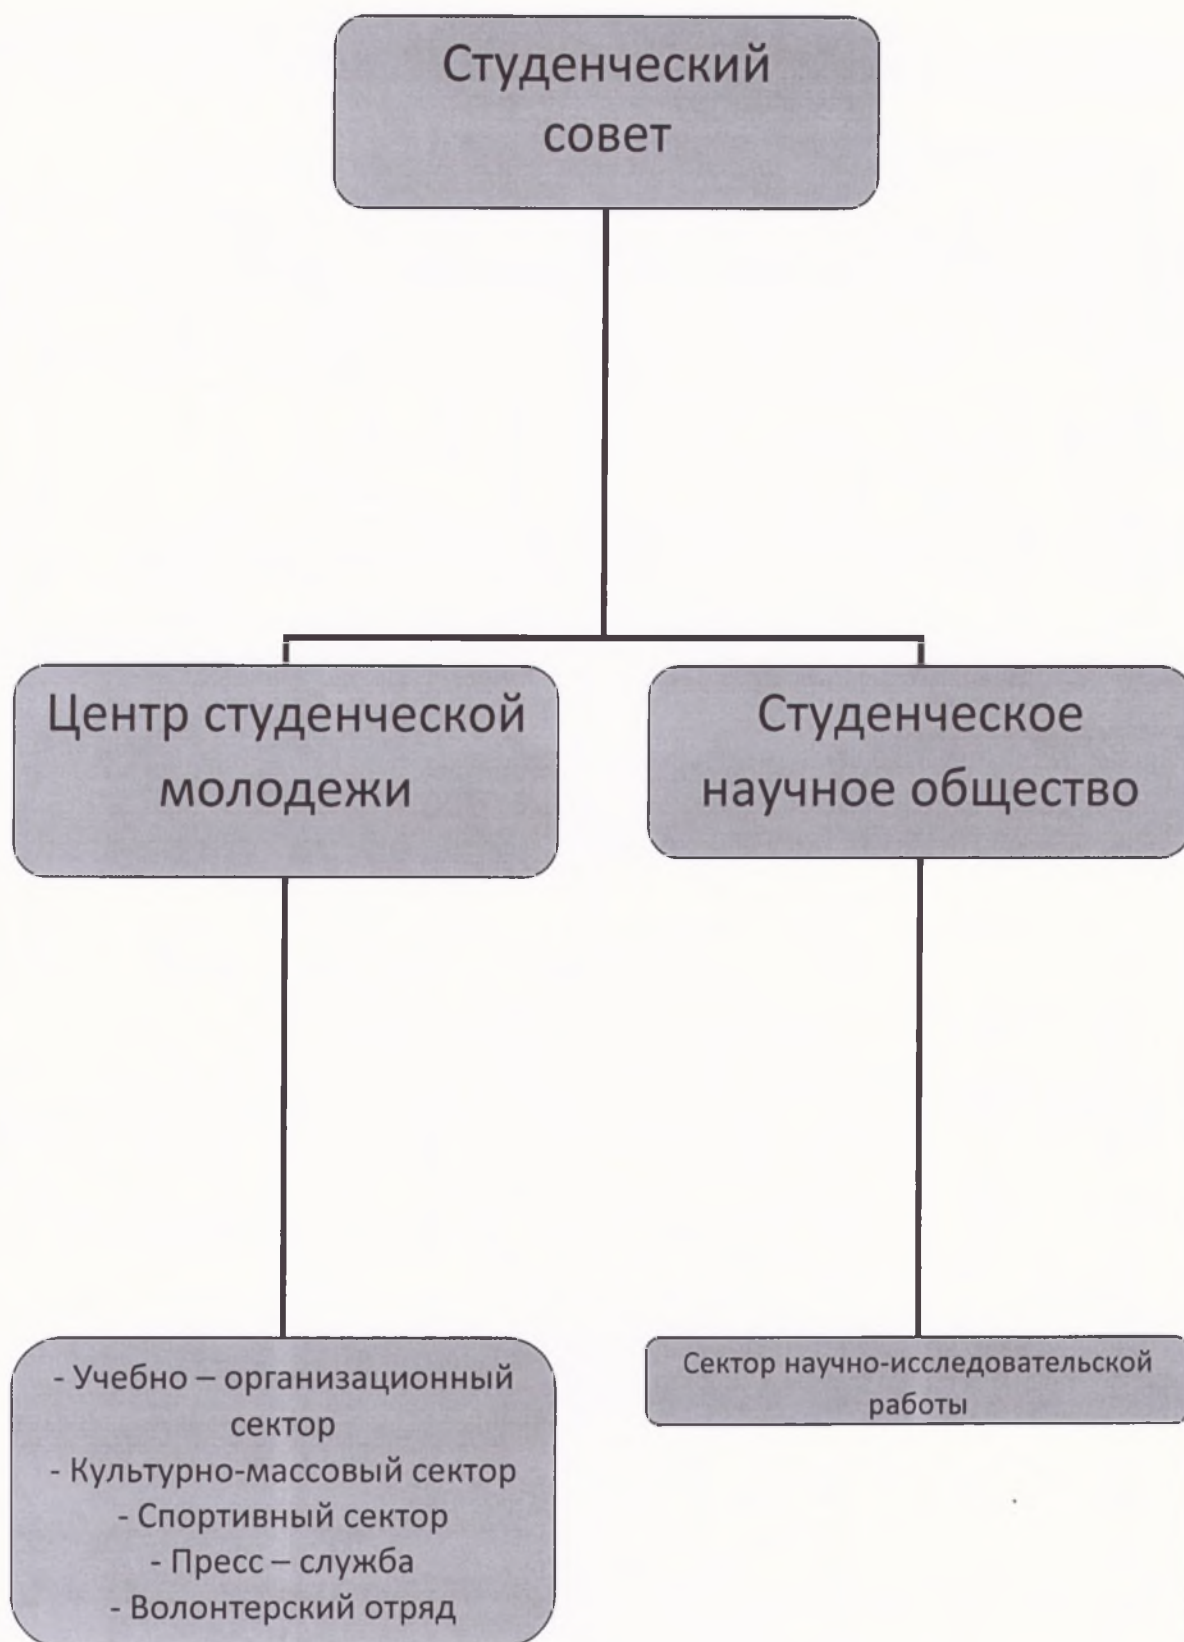 Студенческий
совет
Центр студенческой
молодежи
Студенческое
научное общество
- Учебно – организационный
сектор
- Культурно-массовый сектор
- Спортивный сектор
- Пресс – служба
- Волонтерский отряд
Сектор научно-исследовательской
работы